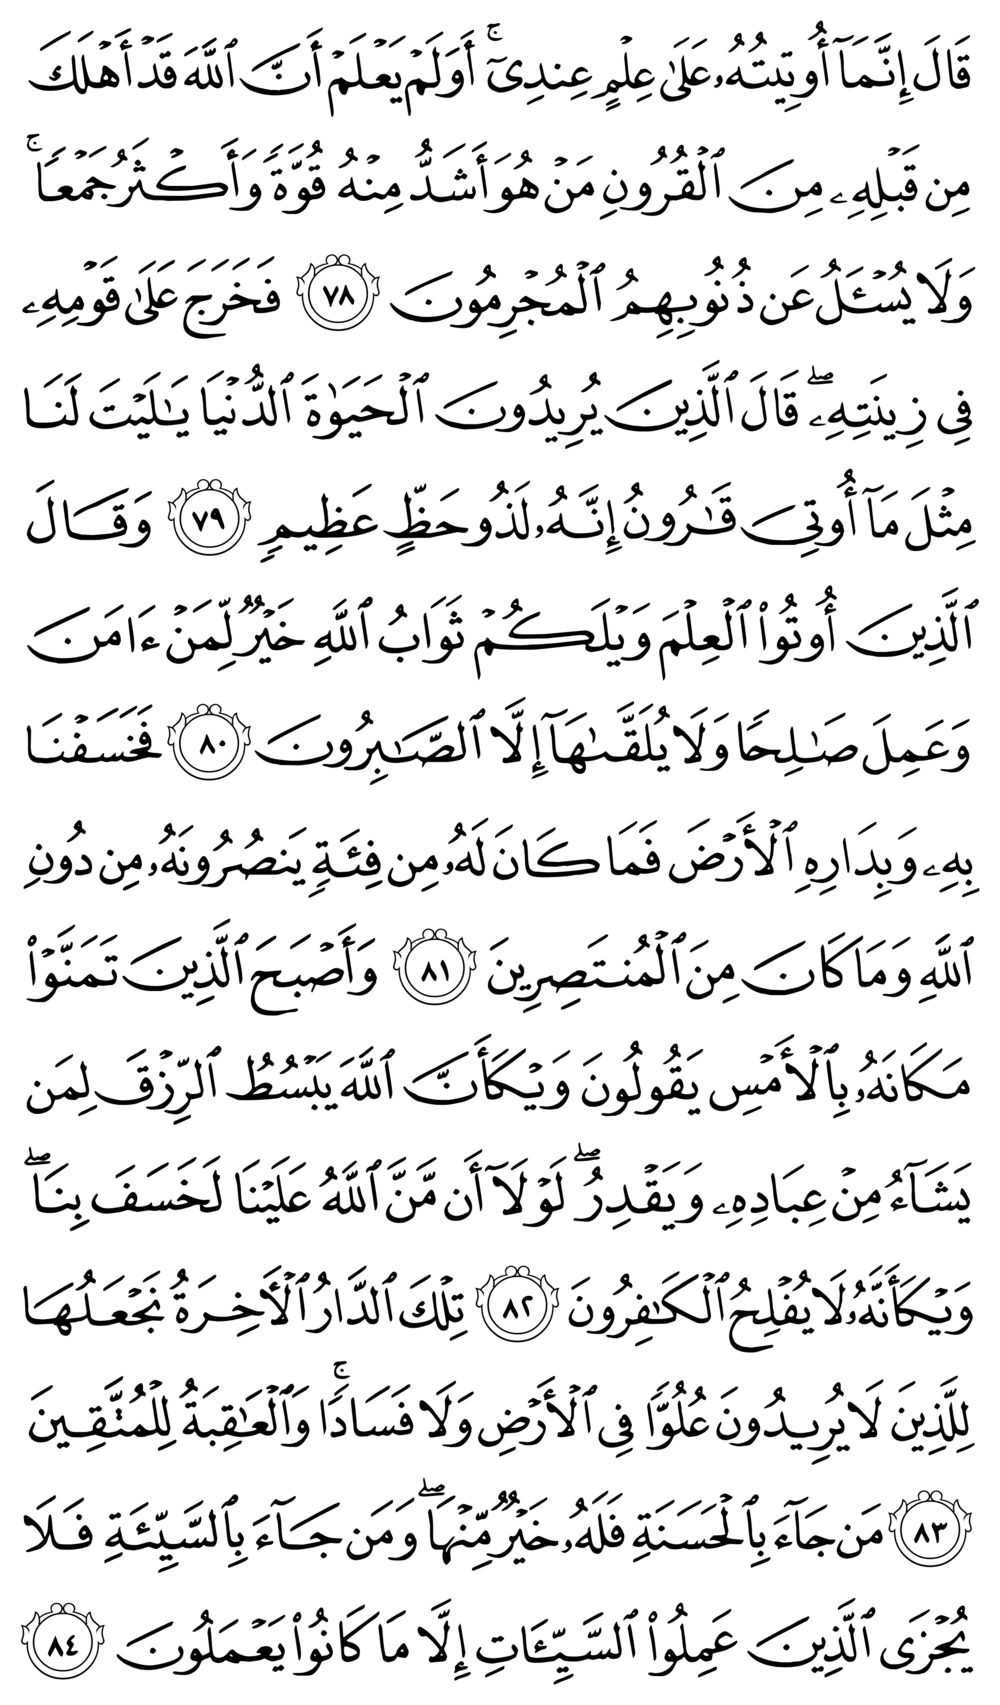 قَالَ إِنَّمَآ أُوتِيتُهُۥ عَلَىٰ عِلۡمٍ عِندِيٓۚ أَوَلَمۡ يَعۡلَمۡ أَنَّ ٱللَّهَ قَدۡ أَهۡلَكَ
مِن قَبۡلِهِۦ مِنَ ٱلۡقُرُونِ مَنۡ هُوَ أَشَدُّ مِنۡهُ قُوَّةٗ وَأَكۡثَرُ جَمۡعٗاۚ
وَلَا يُسۡـَٔلُ عَن ذُنُوبِهِمُ ٱلۡمُجۡرِمُونَ ٧٨ فَخَرَجَ عَلَىٰ قَوۡمِهِۦ
فِي زِينَتِهِۦۖ قَالَ ٱلَّذِينَ يُرِيدُونَ ٱلۡحَيَوٰةَ ٱلدُّنۡيَا يَٰلَيۡتَ لَنَا
مِثۡلَ مَآ أُوتِيَ قَٰرُونُ إِنَّهُۥ لَذُو حَظٍّ عَظِيمٖ ٧٩ وَقَالَ
ٱلَّذِينَ أُوتُواْ ٱلۡعِلۡمَ وَيۡلَكُمۡ ثَوَابُ ٱللَّهِ خَيۡرٞ لِّمَنۡ ءَامَنَ
وَعَمِلَ صَٰلِحٗا وَلَا يُلَقَّىٰهَآ إِلَّا ٱلصَّٰبِرُونَ ٨٠ فَخَسَفۡنَا
بِهِۦ وَبِدَارِهِ ٱلۡأَرۡضَ فَمَا كَانَ لَهُۥ مِن فِئَةٖ يَنصُرُونَهُۥ مِن دُونِ
ٱللَّهِ وَمَا كَانَ مِنَ ٱلۡمُنتَصِرِينَ ٨١ وَأَصۡبَحَ ٱلَّذِينَ تَمَنَّوۡاْ
مَكَانَهُۥ بِٱلۡأَمۡسِ يَقُولُونَ وَيۡكَأَنَّ ٱللَّهَ يَبۡسُطُ ٱلرِّزۡقَ لِمَن
يَشَآءُ مِنۡ عِبَادِهِۦ وَيَقۡدِرُۖ لَوۡلَآ أَن مَّنَّ ٱللَّهُ عَلَيۡنَا لَخَسَفَ بِنَاۖ
وَيۡكَأَنَّهُۥ لَا يُفۡلِحُ ٱلۡكَٰفِرُونَ ٨٢ تِلۡكَ ٱلدَّارُ ٱلۡأٓخِرَةُ نَجۡعَلُهَا
لِلَّذِينَ لَا يُرِيدُونَ عُلُوّٗا فِي ٱلۡأَرۡضِ وَلَا فَسَادٗاۚ وَٱلۡعَٰقِبَةُ لِلۡمُتَّقِينَ
٨٣ مَن جَآءَ بِٱلۡحَسَنَةِ فَلَهُۥ خَيۡرٞ مِّنۡهَاۖ وَمَن جَآءَ بِٱلسَّيِّئَةِ فَلَا
يُجۡزَى ٱلَّذِينَ عَمِلُواْ ٱلسَّيِّـَٔاتِ إِلَّا مَا كَانُواْ يَعۡمَلُونَ ٨٤